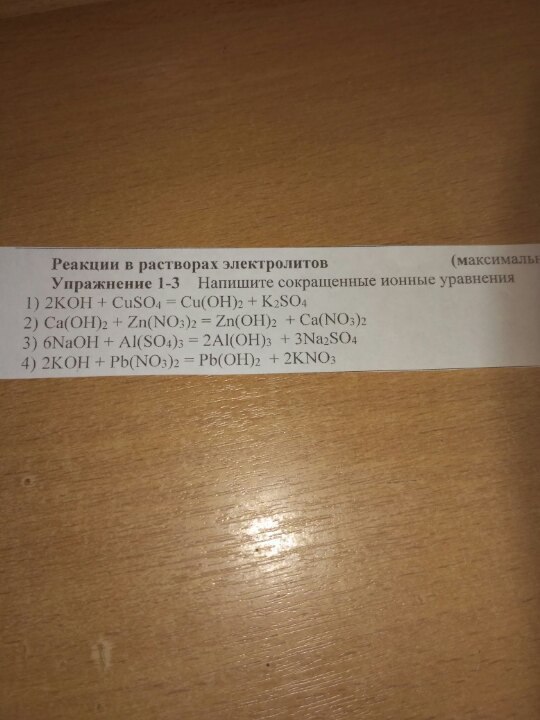 Реакции в растворах электролитов
Упражнение 1-3 Напишите сокращенные ионные уравнения
1) 2KOH + CuSO₄ = Cu(OH)₂ + K₂SO₄
2) Ca(OH)₂ + Zn(NO₃)₂ = Zn(OH)₂ + Ca(NO₃)₂
3) 6NaOH + Al(SO₄)₃ = 2Al(OH)₃ + 3Na₂SO₄
4) 2KOH + Pb(NO₃)₂ = Pb(OH)₂ + 2KNO₃